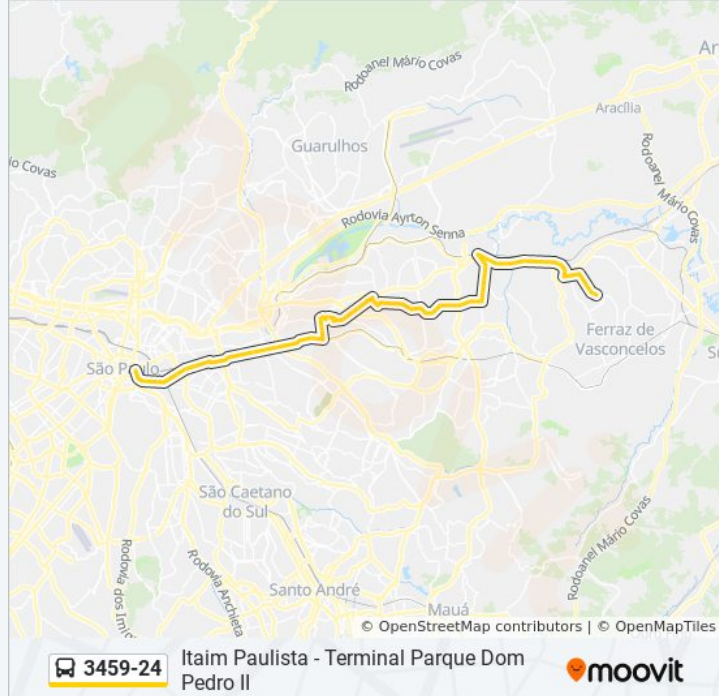 Rodoanel Mário Covas
Ar
Aracília
Guarulhos
io Covas
Rodoanel Mário Covas
Rodovia Ayrton Senna
Ferraz de
Vasconcelos
São Paulo
Su
São Caetano
do Sul
Rodoanel Mário Covas
Rodovia dos Imig
Rodovia Anchieta
Santo André
Mauá
© OpenStreetMap contributors | © OpenMapTiles
3459-24
Itaim Paulista - Terminal Parque Dom
Pedro II
moovit